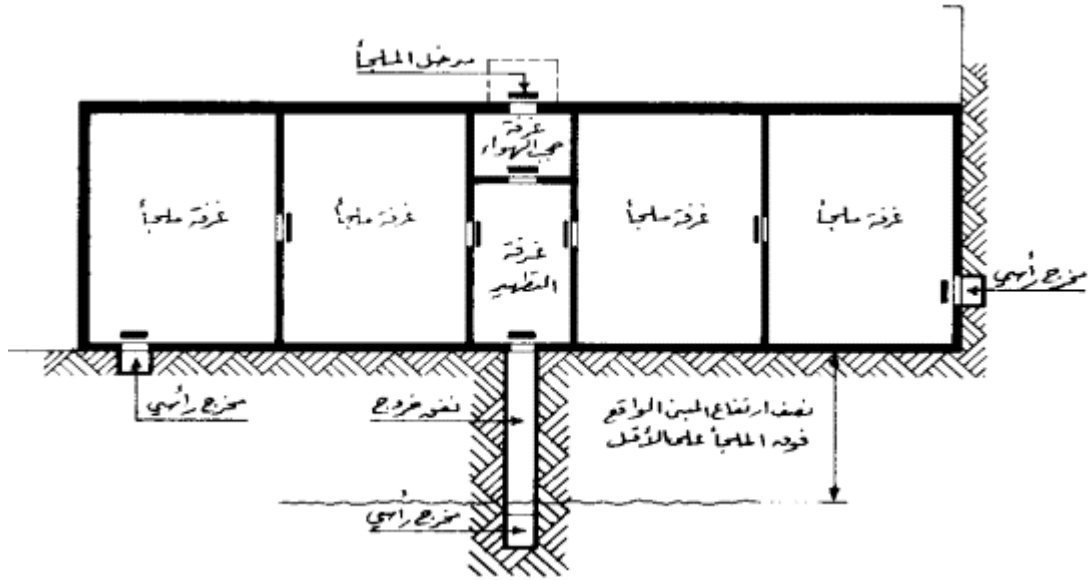 مدخل الملجأ
غرفة
حجب الهواء
غرفة ملجأ
غرفة ملجأ
غرفة ملجأ
غرفة ملجأ
غرفة
التطهير
مخرج رأسي
مخرج رأسي
نفق خروج
نصف ارتفاع المبنى الواقع
فوق الملجأ على الأقل
مخرج رأسي